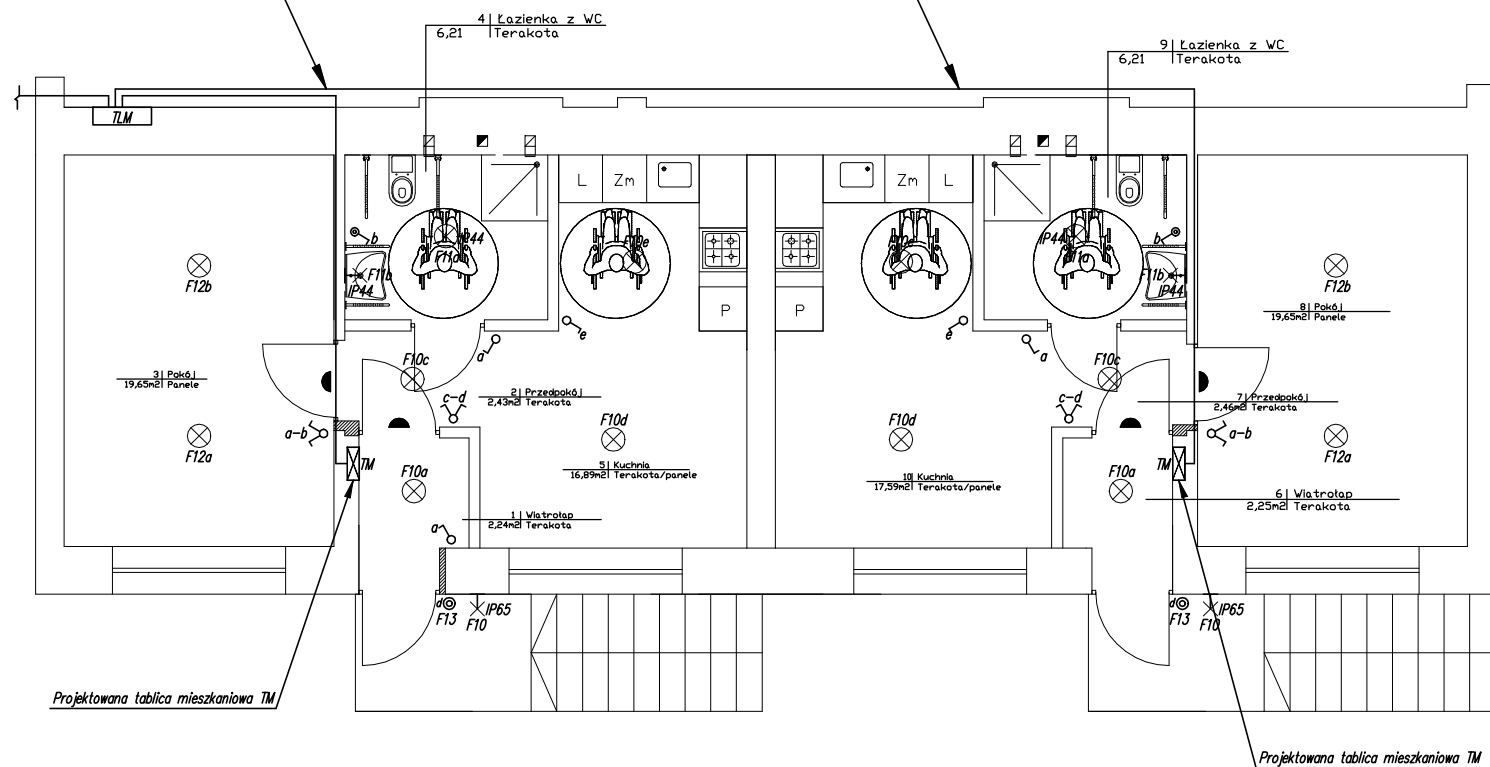 4 Łazienka z WC
6,21 Terakota
9 Łazienka z WC
6,21 Terakota
TLM
L Zm
Zm L
b
IP44
F11a
F11b
IP44
F10e
F12b
P
P
IP44
F11a
b
F11b
IP44
F12b
8 Pokój
19,65m2 Panele
e
e
a
a
F10c
F10c
3 Pokój
19,65m2 Panele
2 Przedpokój
2,43m2 Terakota
7 Przedpokój
2,46m2 Terakota
c-d
c-d
a-b
F12a
F10d
F10d
a-b
F12a
TM
F10a
5 Kuchnia
16,89m2 Terakota/panele
10 Kuchnia
17,59m2 Terakota/panele
F10a
TM
6 Wiatrołap
2,25m2 Terakota
1 Wiatrołap
2,24m2 Terakota
a
d
F13
IP65
F10
d
F13
IP65
F10
Projektowana tablica mieszkaniowa TM
Projektowana tablica mieszkaniowa TM